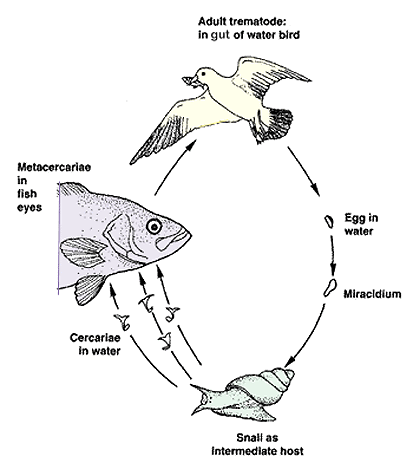 Adult trematode:
in gut of water bird
Metacercariae
in
fish
eyes
Egg in
water
Miracidium
Cercariae
in water
Snail as
Intermediate host